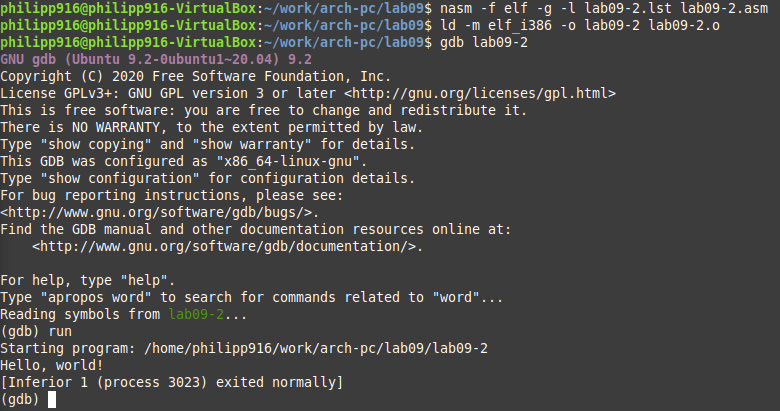 philipp916@philipp916-VirtualBox:~/work/arch-pc/lab09$ nasm -f elf -g -l lab09-2.lst lab09-2.asm
philipp916@philipp916-VirtualBox:~/work/arch-pc/lab09$ ld -m elf_i386 -o lab09-2 lab09-2.o
philipp916@philipp916-VirtualBox:~/work/arch-pc/lab09$ gdb lab09-2
GNU gdb (Ubuntu 9.2-0ubuntu1~20.04) 9.2
Copyright (C) 2020 Free Software Foundation, Inc.
License GPLv3+: GNU GPL version 3 or later <http://gnu.org/licenses/gpl.html>
This is free software: you are free to change and redistribute it.
There is NO WARRANTY, to the extent permitted by law.
Type "show copying" and "show warranty" for details.
This GDB was configured as "x86_64-linux-gnu".
Type "show configuration" for configuration details.
For bug reporting instructions, please see:
<http://www.gnu.org/software/gdb/bugs/>.
Find the GDB manual and other documentation resources online at:
    <http://www.gnu.org/software/gdb/documentation/>.

For help, type "help".
Type "apropos word" to search for commands related to "word"...
Reading symbols from lab09-2...
(gdb) run
Starting program: /home/philipp916/work/arch-pc/lab09/lab09-2
Hello, world!
[Inferior 1 (process 3023) exited normally]
(gdb)